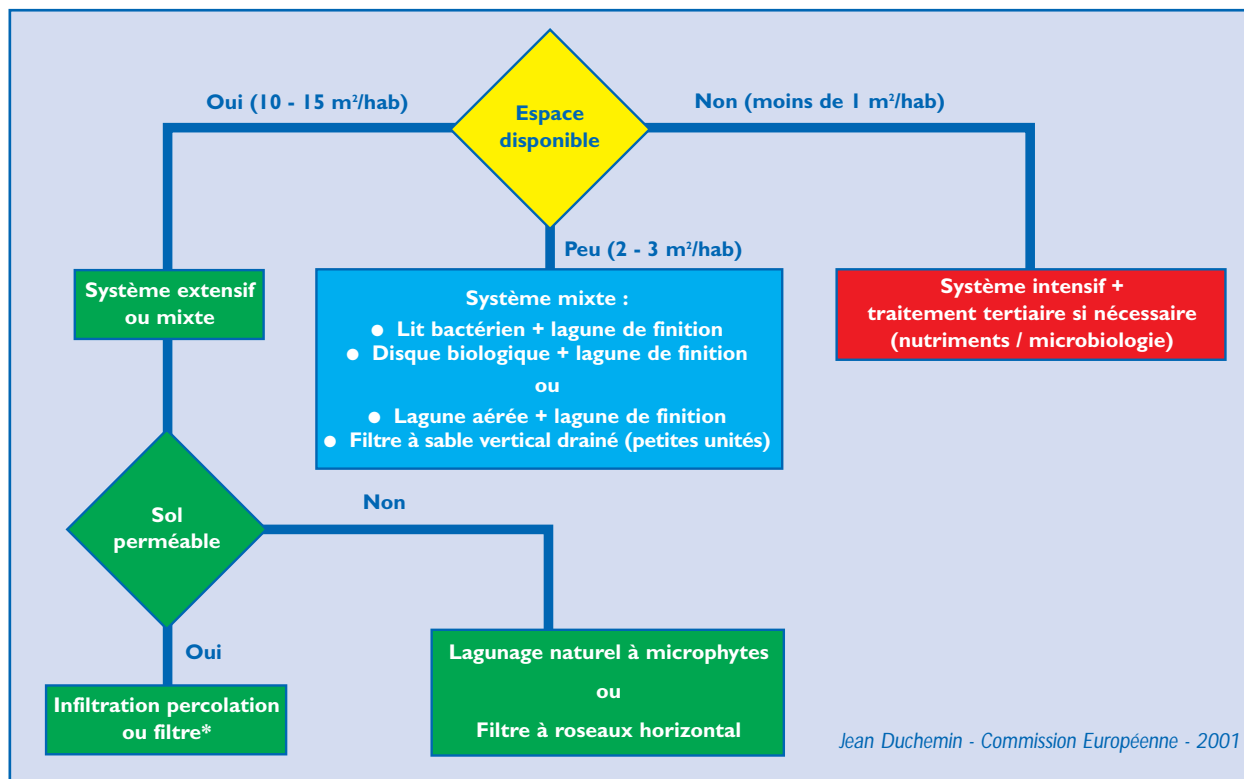 Oui (10 - 15 m²/hab)
Non (moins de 1 m²/hab)
Espace
disponible
Peu (2 - 3 m²/hab)
Système extensif
ou mixte
Système mixte :
● Lit bactérien + lagune de finition
● Disque biologique + lagune de finition
ou
● Lagune aérée + lagune de finition
● Filtre à sable vertical drainé (petites unités)
Système intensif +
traitement tertiaire si nécessaire
(nutriments / microbiologie)
Sol
perméable
Non
Oui
Infiltration percolation
ou filtre*
Lagunage naturel à microphytes
ou
Filtre à roseaux horizontal
Jean Duchemin - Commission Européenne - 2001